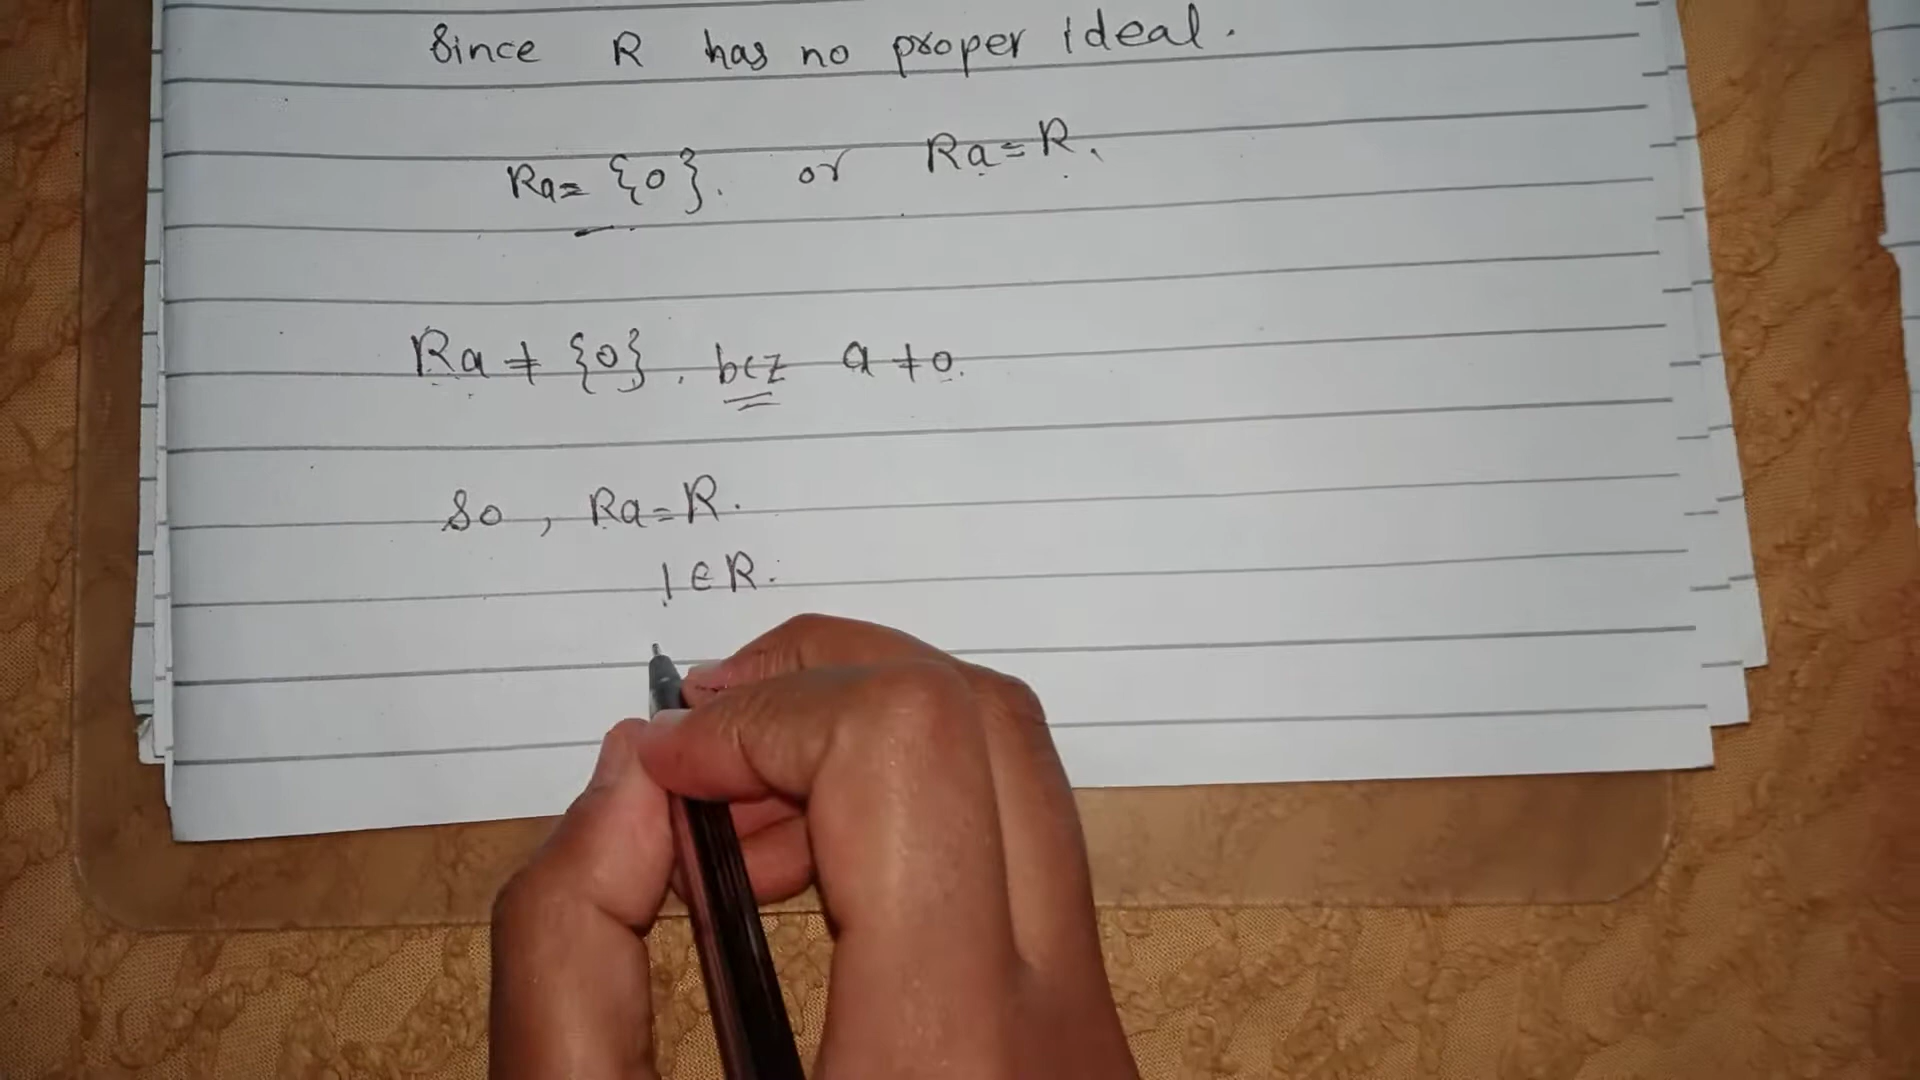 Since R has no proper ideal.
Ra = {0}. or Ra = R.
Ra ≠ {0}. bcz a ≠ 0.
So, Ra = R.
1 ∈ R.